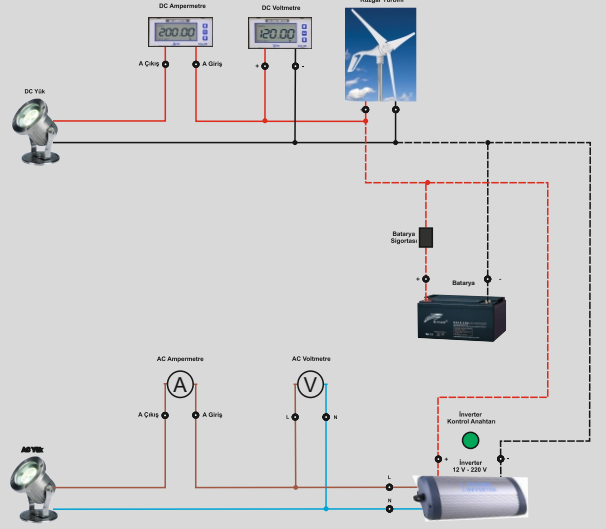 DC Ampermetre
DC Voltmetre
Rüzgar Türbini
200.00
120.00
A Çıkış
A Giriş
+
-
DC Yük
Batarya
Sigortası
+
Batarya
-
AC Ampermetre
AC Voltmetre
A
V
A Çıkış
A Giriş
L
N
İnverter
Kontrol Anahtarı
AC Yük
+
İnverter
12 V - 220 V
-
L
N